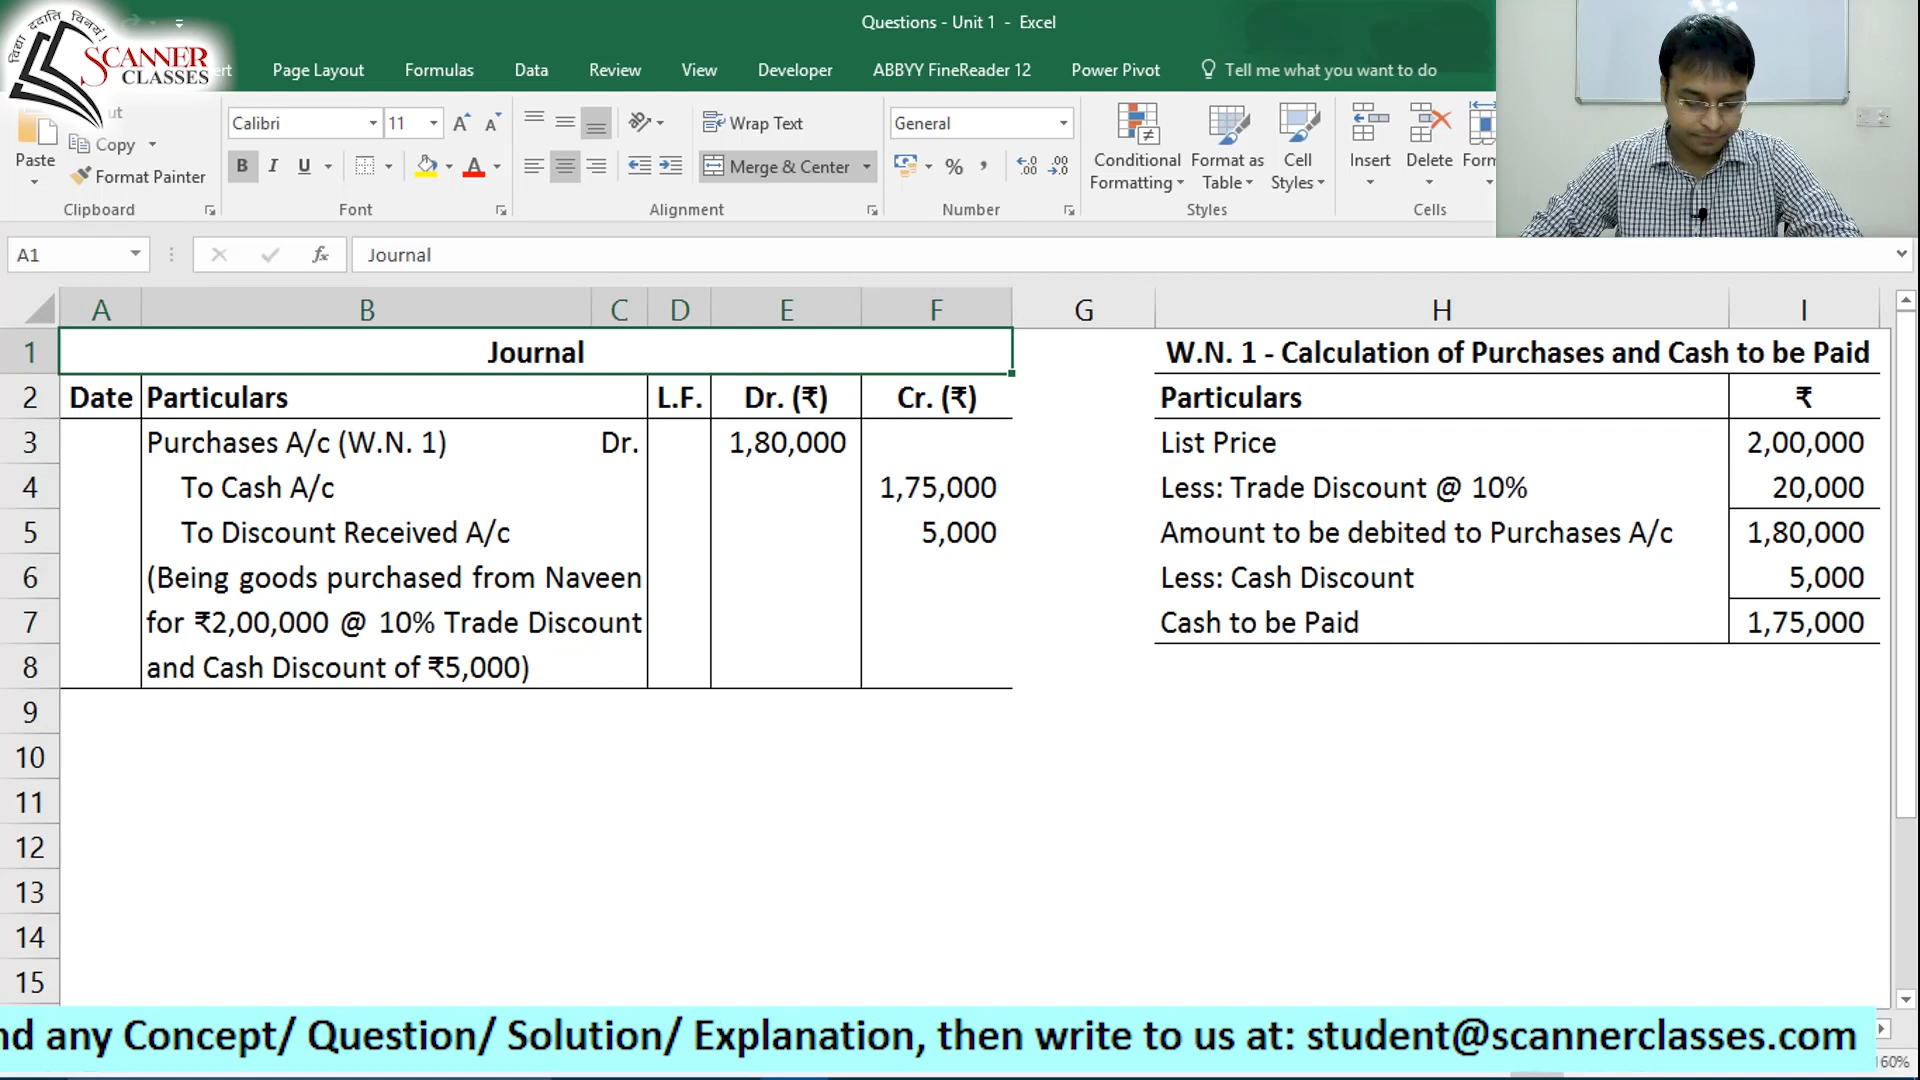 विद्या ददाति विनयं!
SCANNER
CLASSES
Questions - Unit 1 - Excel
Page Layout
Formulas
Data
Review
View
Developer
ABBYY FineReader 12
Power Pivot
Tell me what you want to do
Paste
Copy
Format Painter
Clipboard
Calibri
11
B I U
Font
Wrap Text
Merge & Center
Alignment
General
%
Number
Conditional Formatting
Format as Table
Cell Styles
Styles
Insert
Delete
Cells
A1
fx
Journal
A B C D E F G H I
1 Journal
2 Date Particulars L.F. Dr. (₹) Cr. (₹)
3 Purchases A/c (W.N. 1) Dr. 1,80,000
4 To Cash A/c 1,75,000
5 To Discount Received A/c 5,000
6 (Being goods purchased from Naveen
7 for ₹2,00,000 @ 10% Trade Discount
8 and Cash Discount of ₹5,000)
9
10
11
12
13
14
15
W.N. 1 - Calculation of Purchases and Cash to be Paid
Particulars ₹
List Price 2,00,000
Less: Trade Discount @ 10% 20,000
Amount to be debited to Purchases A/c 1,80,000
Less: Cash Discount 5,000
Cash to be Paid 1,75,000
any Concept/ Question/ Solution/ Explanation, then write to us at: student@scannerclasses.com
160%